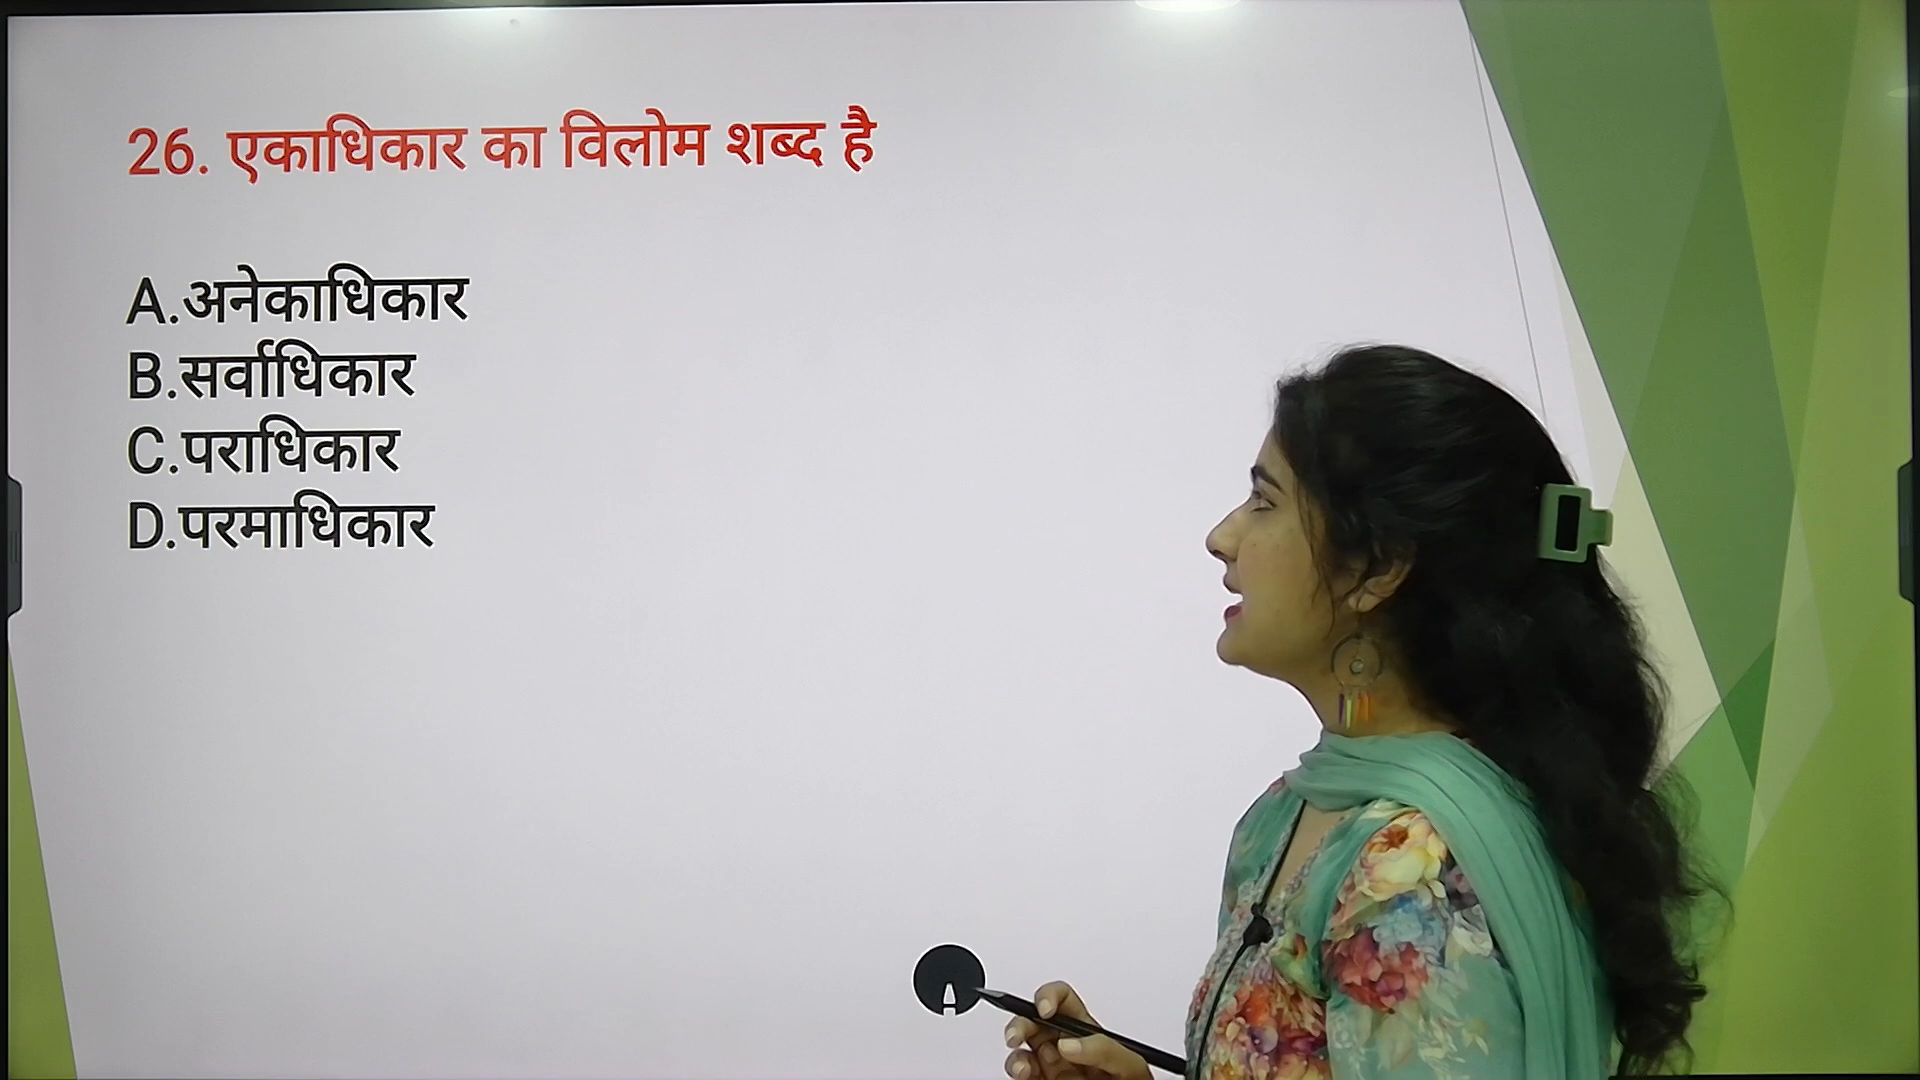 26. एकाधिकार का विलोम शब्द है
A.अनेकाधिकार
B.सर्वाधिकार
C.पराधिकार
D.परमाधिकार